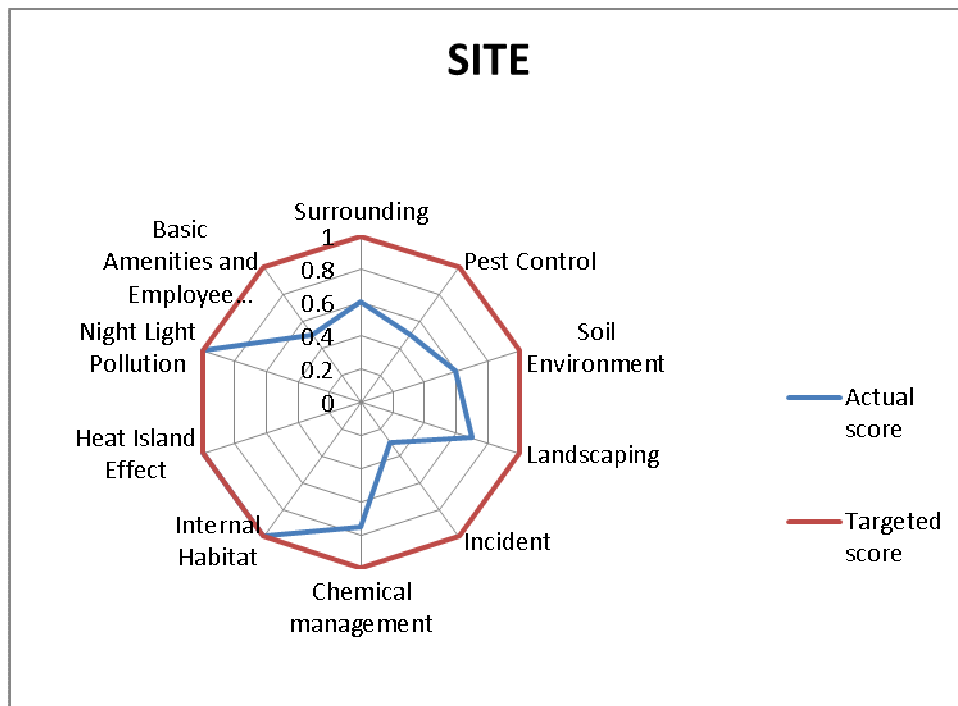 SITE
Surrounding
Basic
Amenities and
Employee...
Pest Control
1
0.8
0.6
0.4
0.2
0
Night Light
Pollution
Soil
Environment
Heat Island
Effect
Landscaping
Internal
Habitat
Incident
Chemical
management
Actual
score
Targeted
score